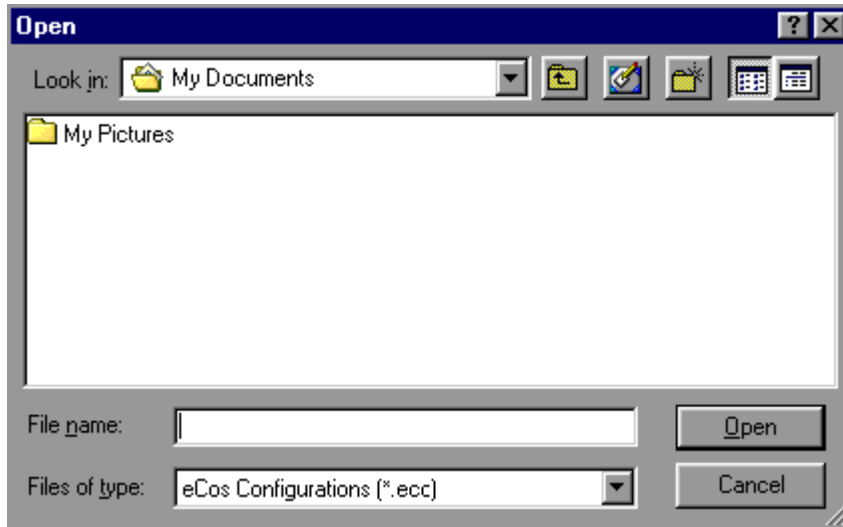 Open
Look in: My Documents
My Pictures
File name:
Open
Files of type: eCos Configurations (*.ecc)
Cancel